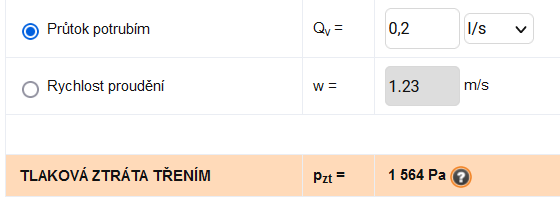 Průtok potrubím Qv = 0,2 l/s
Rychlost proudění w = 1.23 m/s
TLAKOVÁ ZTRÁTA TŘENÍM pzt = 1 564 Pa ?